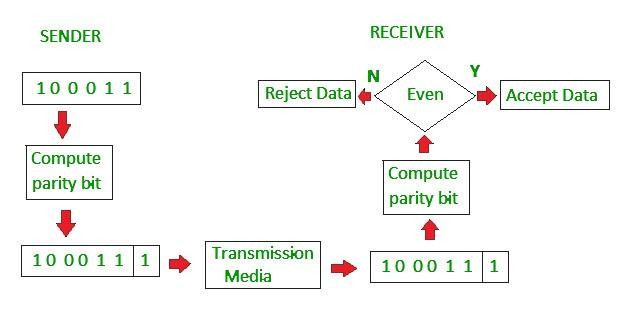 SENDER
1 0 0 0 1 1
Compute
parity bit
1 0 0 0 1 1 1
Transmission
Media
RECEIVER
N
Y
Reject Data
Even
Accept Data
Compute
parity bit
1 0 0 0 1 1 1